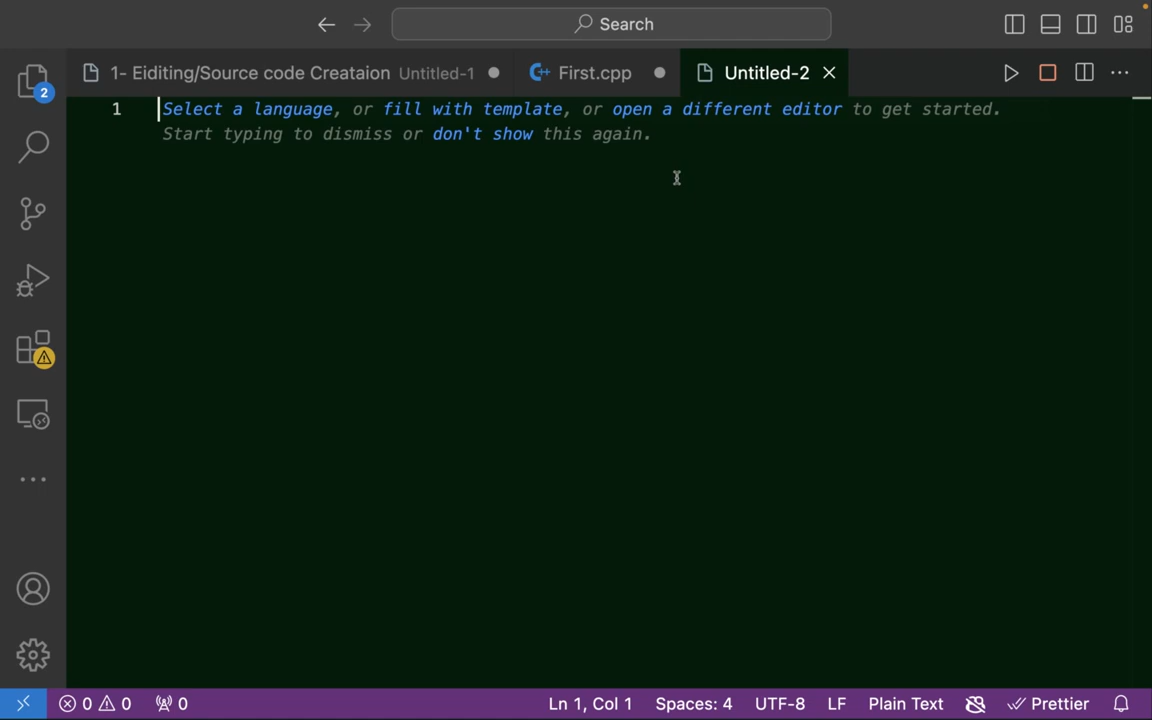 Search
1- Eiditing/Source code Creataion Untitled-1
First.cpp
Untitled-2
2
1
Select a language, or fill with template, or open a different editor to get started.
Start typing to dismiss or don't show this again.
0 0 0
Ln 1, Col 1
Spaces: 4
UTF-8
LF
Plain Text
Prettier